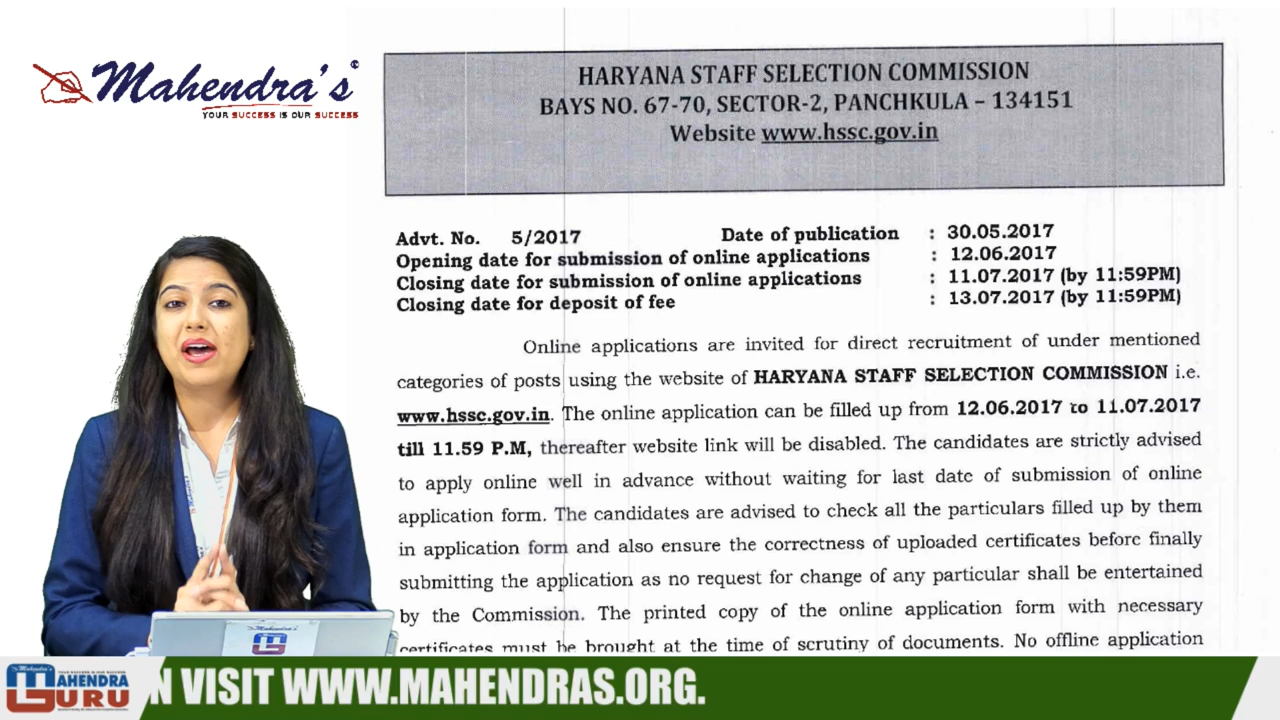 Mahendra's®
YOUR SUCCESS IS OUR SUCCESS
HARYANA STAFF SELECTION COMMISSION
BAYS NO. 67-70, SECTOR-2, PANCHKULA – 134151
Website www.hssc.gov.in
Advt. No. 5/2017 Date of publication : 30.05.2017
Opening date for submission of online applications : 12.06.2017
Closing date for submission of online applications : 11.07.2017 (by 11:59PM)
Closing date for deposit of fee : 13.07.2017 (by 11:59PM)
Online applications are invited for direct recruitment of under mentioned
categories of posts using the website of HARYANA STAFF SELECTION COMMISSION i.e.
www.hssc.gov.in. The online application can be filled up from 12.06.2017 to 11.07.2017
till 11.59 P.M, thereafter website link will be disabled. The candidates are strictly advised
to apply online well in advance without waiting for last date of submission of online
application form. The candidates are advised to check all the particulars filled up by them
in application form and also ensure the correctness of uploaded certificates before finally
submitting the application as no request for change of any particular shall be entertained
by the Commission. The printed copy of the online application form with necessary
certificates must be brought at the time of scrutiny of documents. No offline application
Mahendra's
Mahendra's
MAHENDRA
GURU
N VISIT WWW.MAHENDRAS.ORG.